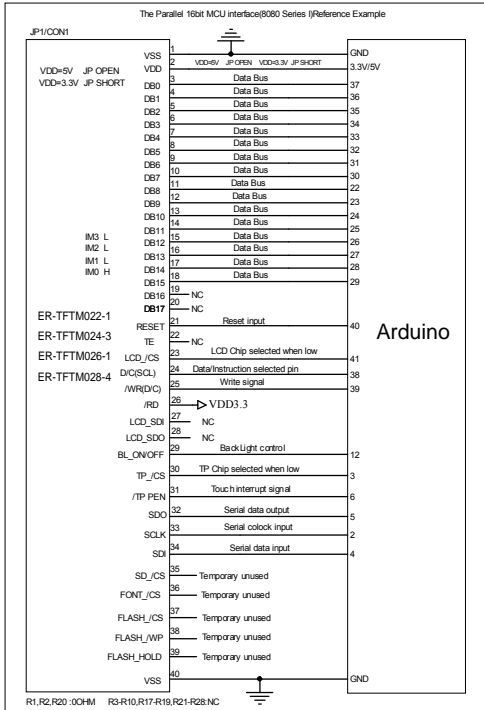 The Parallel 16bit MCU interface(8080 Series I)Reference Example
JP1/CON1
VSS 1 GND
VDD=5V JP OPEN
VDD=3.3V JP SHORT
VDD 2 VDD=5V JP OPEN VDD=3.3V JP SHORT 3.3V/5V
DB0 3 Data Bus 37
DB1 4 Data Bus 36
DB2 5 Data Bus 35
DB3 6 Data Bus 34
DB4 7 Data Bus 33
DB5 8 Data Bus 32
DB6 9 Data Bus 31
DB7 10 Data Bus 30
DB8 11 Data Bus 22
DB9 12 Data Bus 23
DB10 13 Data Bus 24
DB11 14 Data Bus 25
IM3 L
DB12 15 Data Bus 26
IM2 L
DB13 16 Data Bus 27
IM1 L
DB14 17 Data Bus 28
IM0 H
DB15 18 Data Bus 29
DB16 19 NC
DB17 20 NC
ER-TFTM022-1
RESET 21 Reset input 40
Arduino
ER-TFTM024-3
TE 22 NC
ER-TFTM026-1
LCD_/CS 23 LCD Chip selected when low 41
ER-TFTM028-4
D/C(SCL) 24 Data/Instruction selected pin 38
/WR(D/C) 25 Write signal 39
/RD 26 VDD3.3
LCD_SDI 27 NC
LCD_SDO 28 NC
BL_ON/OFF 29 BackLight control 12
TP_/CS 30 TP Chip selected when low 3
/TP PEN 31 Touch interrupt signal 6
SDO 32 Serial data output 5
SCLK 33 Serial colock input 2
SDI 34 Serial data input 4
SD_/CS 35 Temporary unused
FONT_/CS 36 Temporary unused
FLASH_/CS 37 Temporary unused
FLASH_/WP 38 Temporary unused
FLASH_HOLD 39 Temporary unused
VSS 40 GND
R1,R2,R20 :0OHM R3-R10,R17-R19,R21-R28:NC